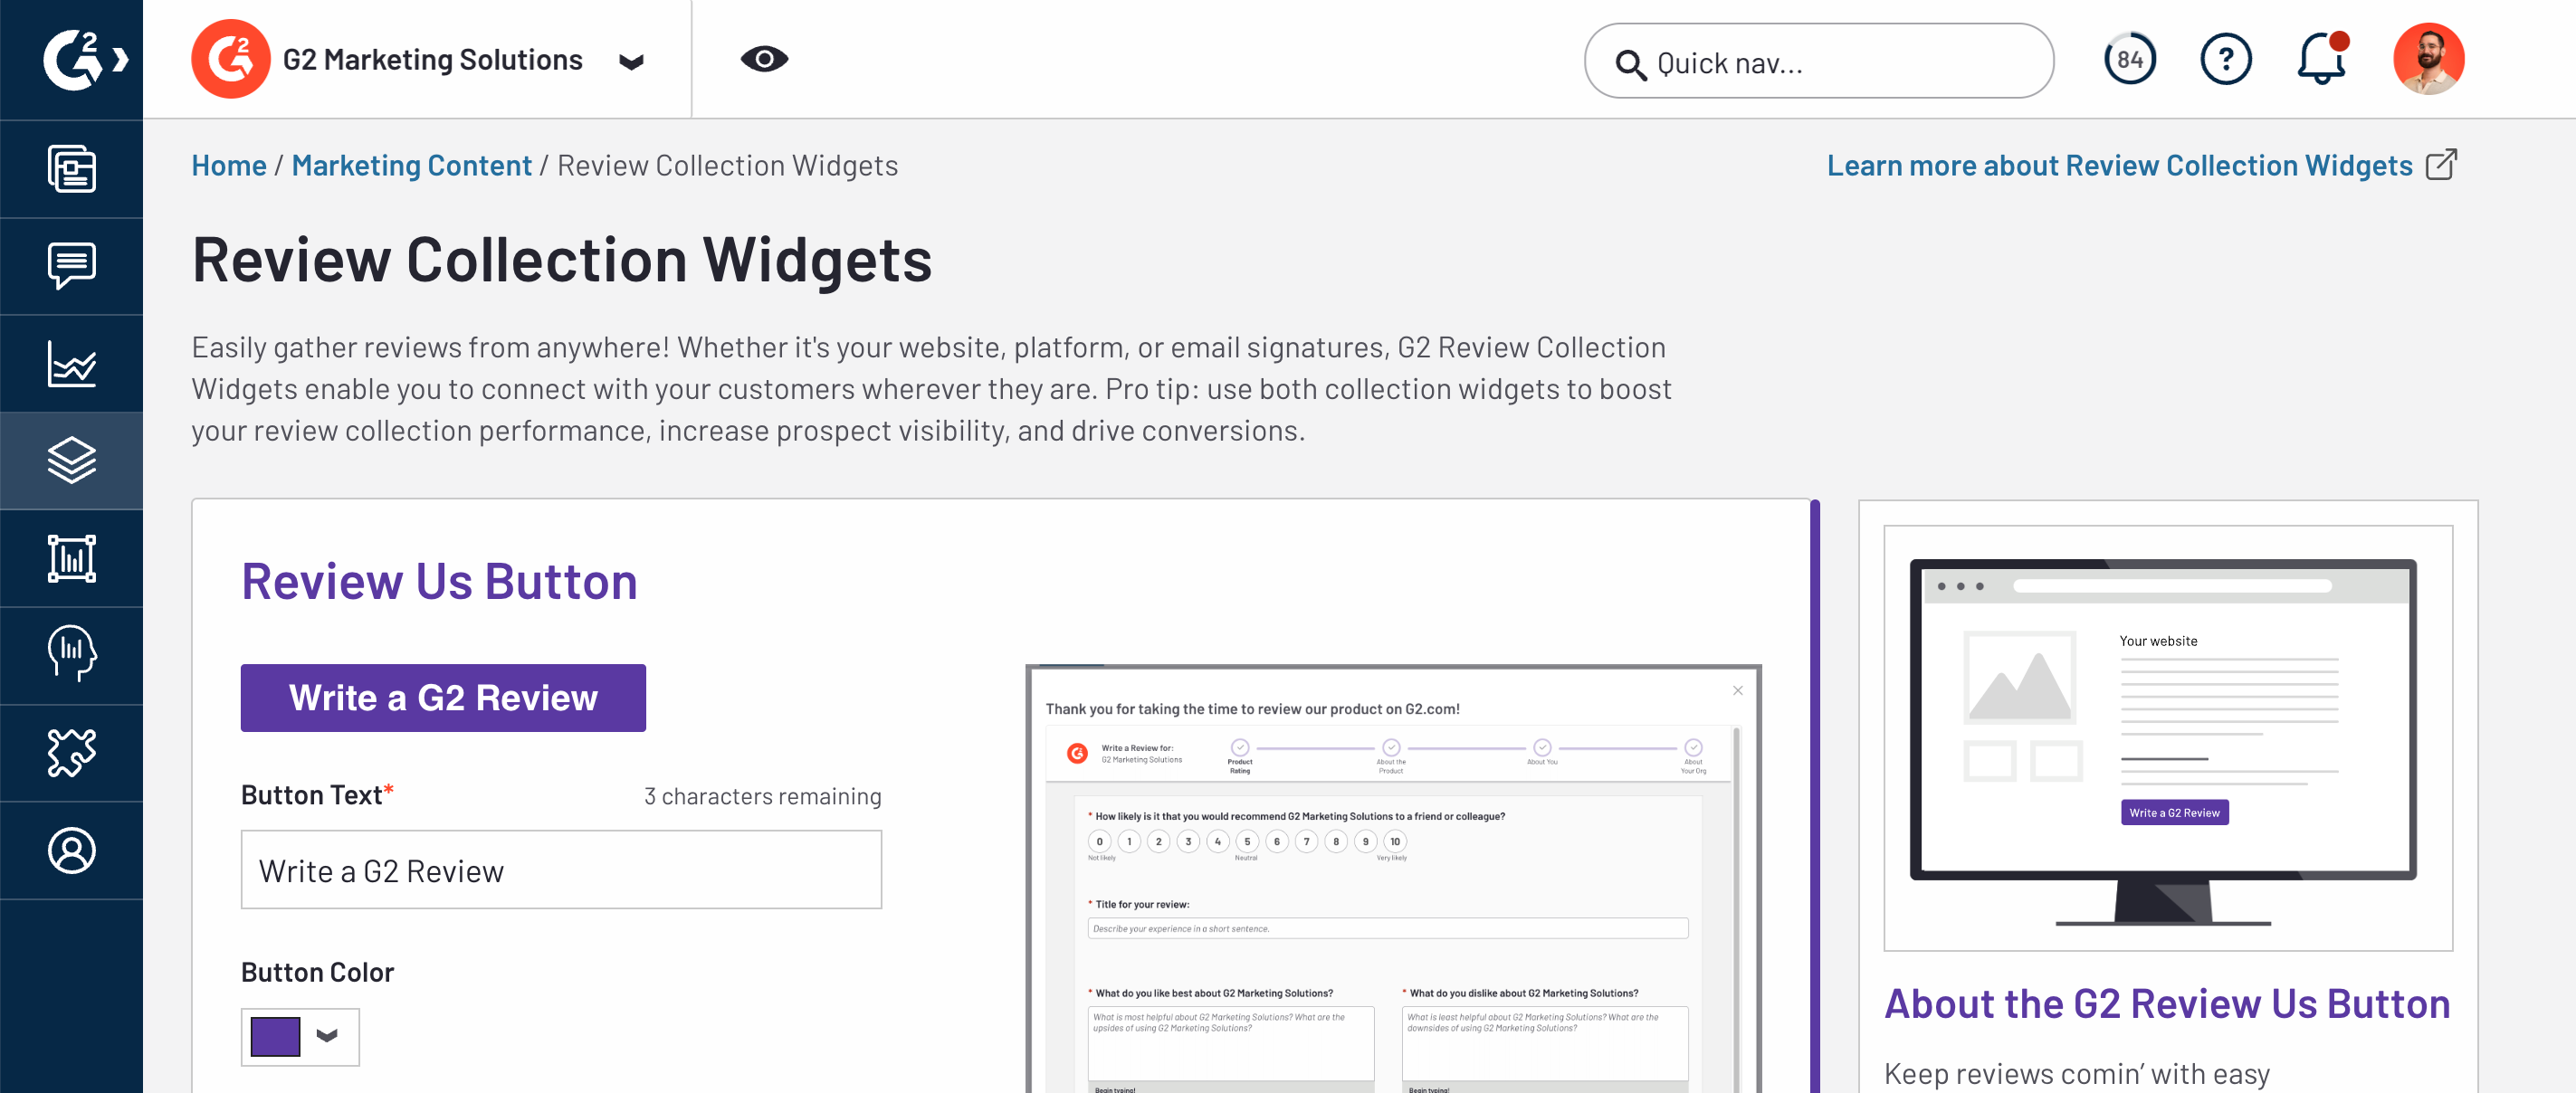 G2 Marketing Solutions
Quick nav...
84
?
Home / Marketing Content / Review Collection Widgets
Learn more about Review Collection Widgets
Review Collection Widgets
Easily gather reviews from anywhere! Whether it's your website, platform, or email signatures, G2 Review Collection
Widgets enable you to connect with your customers wherever they are. Pro tip: use both collection widgets to boost
your review collection performance, increase prospect visibility, and drive conversions.
Review Us Button
Write a G2 Review
Button Text*
3 characters remaining
Write a G2 Review
Button Color
Thank you for taking the time to review our product on G2.com!
Write a Review for:
G2 Marketing Solutions
Product
Rating
About the
Product
About You
About
Your Org
* How likely is it that you would recommend G2 Marketing Solutions to a friend or colleague?
0 1 2 3 4 5 6 7 8 9 10
Not likely Neutral Very likely
* Title for your review:
Describe your experience in a short sentence.
* What do you like best about G2 Marketing Solutions?
What is most helpful about G2 Marketing Solutions? What are the
upsides of using G2 Marketing Solutions?
Begin typing!
* What do you dislike about G2 Marketing Solutions?
What is least helpful about G2 Marketing Solutions? What are the
downsides of using G2 Marketing Solutions?
Begin typing!
Your website
Write a G2 Review
About the G2 Review Us Button
Keep reviews comin’ with easy